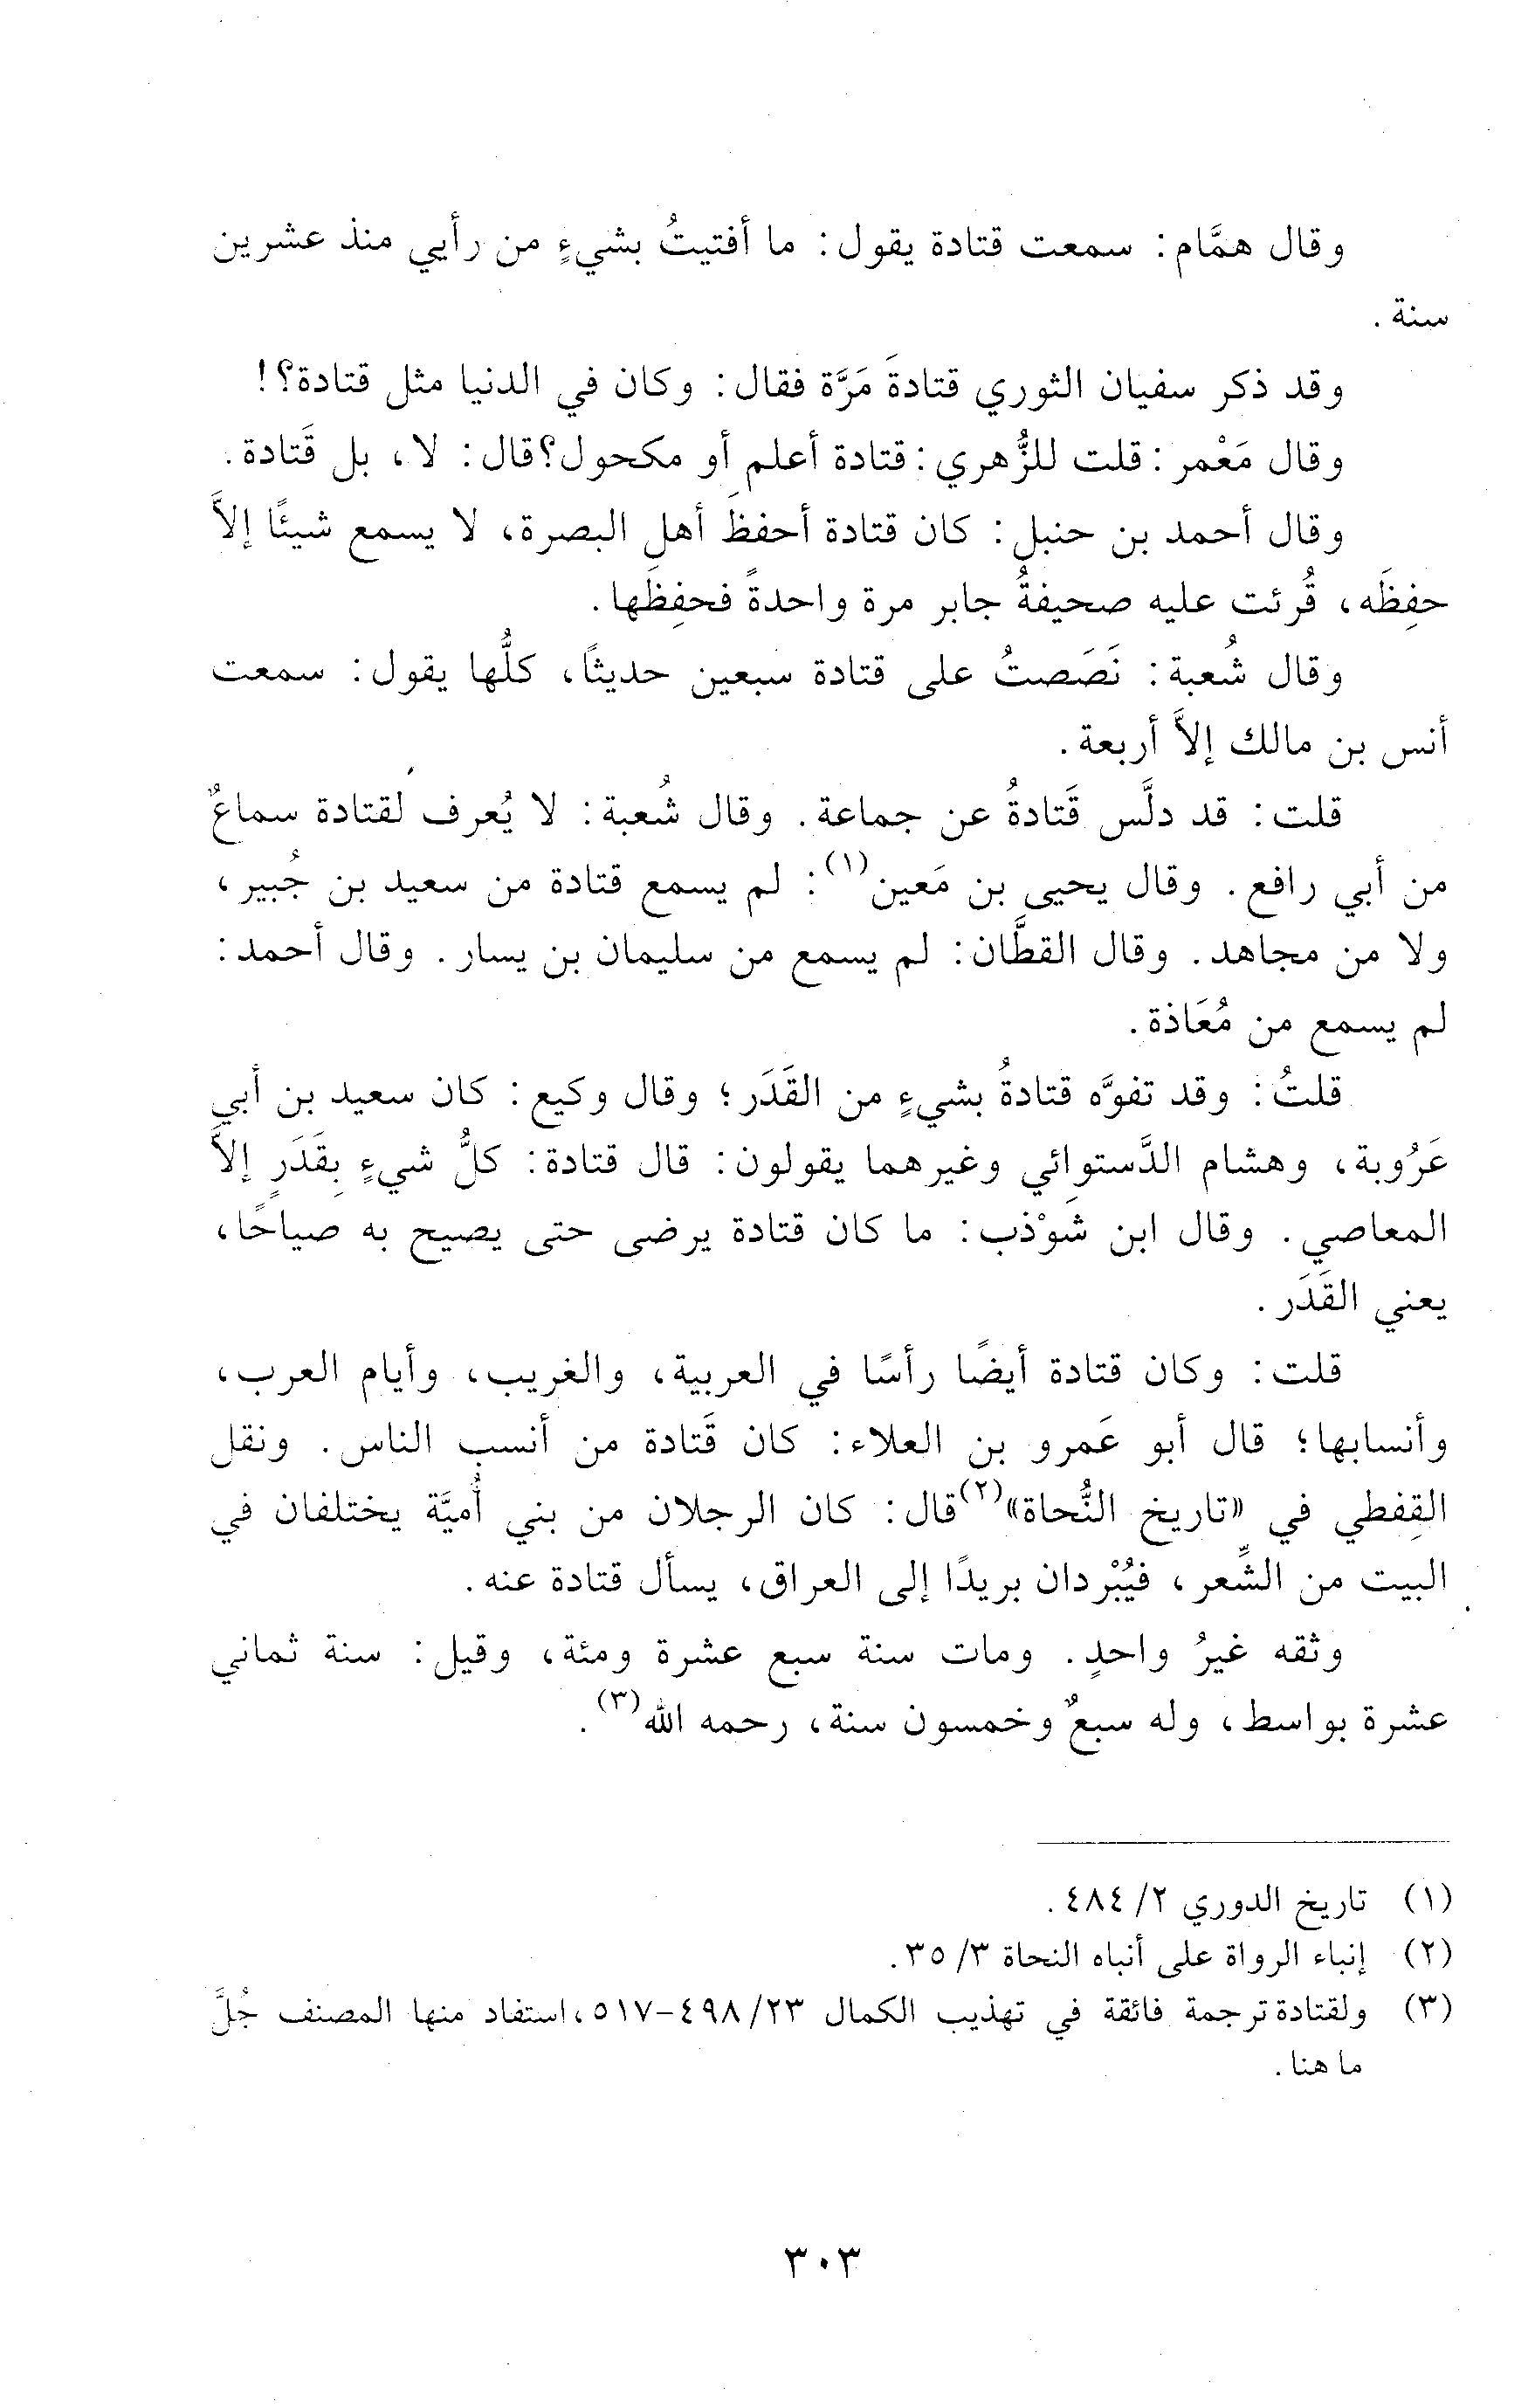 وقال همَّام: سمعت قتادة يقول: ما أفتيتُ بشيءٍ من رأيي منذ عشرين
سنة.
وقد ذكر سفيان الثوري قتادةَ مَرَّة فقال: وكان في الدنيا مثل قتادة؟!
وقال مَعْمر: قلت للزُّهري: قتادة أعلم أو مكحول؟ قال: لا، بل قَتادة.
وقال أحمد بن حنبل: كان قتادة أحفظَ أهلِ البصرة، لا يسمع شيئًا إلاَّ
حفِظَه، قُرئت عليه صحيفةُ جابر مرة واحدةً فحفِظَها.
وقال شُعبة: نَصَصتُ على قتادة سبعين حديثًا، كلُّها يقول: سمعت
أنس بن مالك إلاَّ أربعة.
قلت: قد دلَّس قَتادةُ عن جماعة. وقال شُعبة: لا يُعرف لقتادة سماعٌ
من أبي رافع. وقال يحيى بن مَعين(١): لم يسمع قتادة من سعيد بن جُبير،
ولا من مجاهد. وقال القطَّان: لم يسمع من سليمان بن يسار. وقال أحمد:
لم يسمع من مُعَاذة.
قلتُ: وقد تفوَّه قتادةُ بشيءٍ من القَدَر؛ وقال وكيع: كان سعيد بن أبي
عَرُوبة، وهشام الدَّستوائي وغيرهما يقولون: قال قتادة: كلُّ شيءٍ بِقَدَرٍ إلاَّ
المعاصي. وقال ابن شَوْذب: ما كان قتادة يرضى حتى يصيح به صياحًا،
يعني القَدَر.
قلت: وكان قتادة أيضًا رأسًا في العربية، والغريب، وأيام العرب،
وأنسابها؛ قال أبو عَمرو بن العلاء: كان قَتادة من أنسب الناس. ونقل
القِفطي في «تاريخ النُّحاة»(٢) قال: كان الرجلان من بني أُميَّة يختلفان في
البيت من الشِّعر، فيُبْردان بريدًا إلى العراق، يسأل قتادة عنه.
وثقه غيرُ واحدٍ. ومات سنة سبع عشرة ومئة، وقيل: سنة ثماني
عشرة بواسط، وله سبعٌ وخمسون سنة، رحمه الله(٣).
(١) تاريخ الدوري ٢/ ٤٨٤.
(٢) إنباء الرواة على أنباه النحاة ٣/ ٣٥.
(٣) ولقتادة ترجمة فائقة في تهذيب الكمال ٢٣/ ٤٩٨-٥١٧، استفاد منها المصنف جُلَّ
ما هنا.
٣٠٣